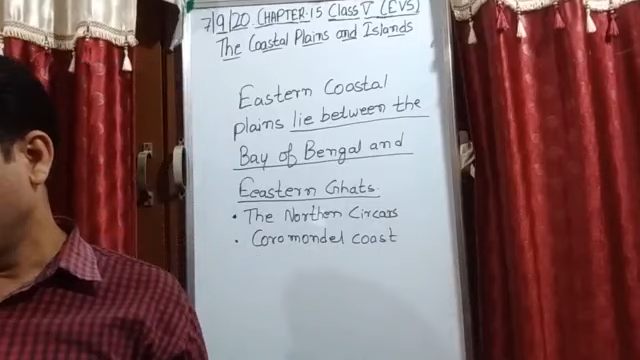 7/9/20. CHAPTER-15 Class V (EVS)
The Coastal Plains and Islands
Eastern Coastal
plains lie between the
Bay of Bengal and
Eeastern Ghats.
• The Northen Circars
• Coromondel coast